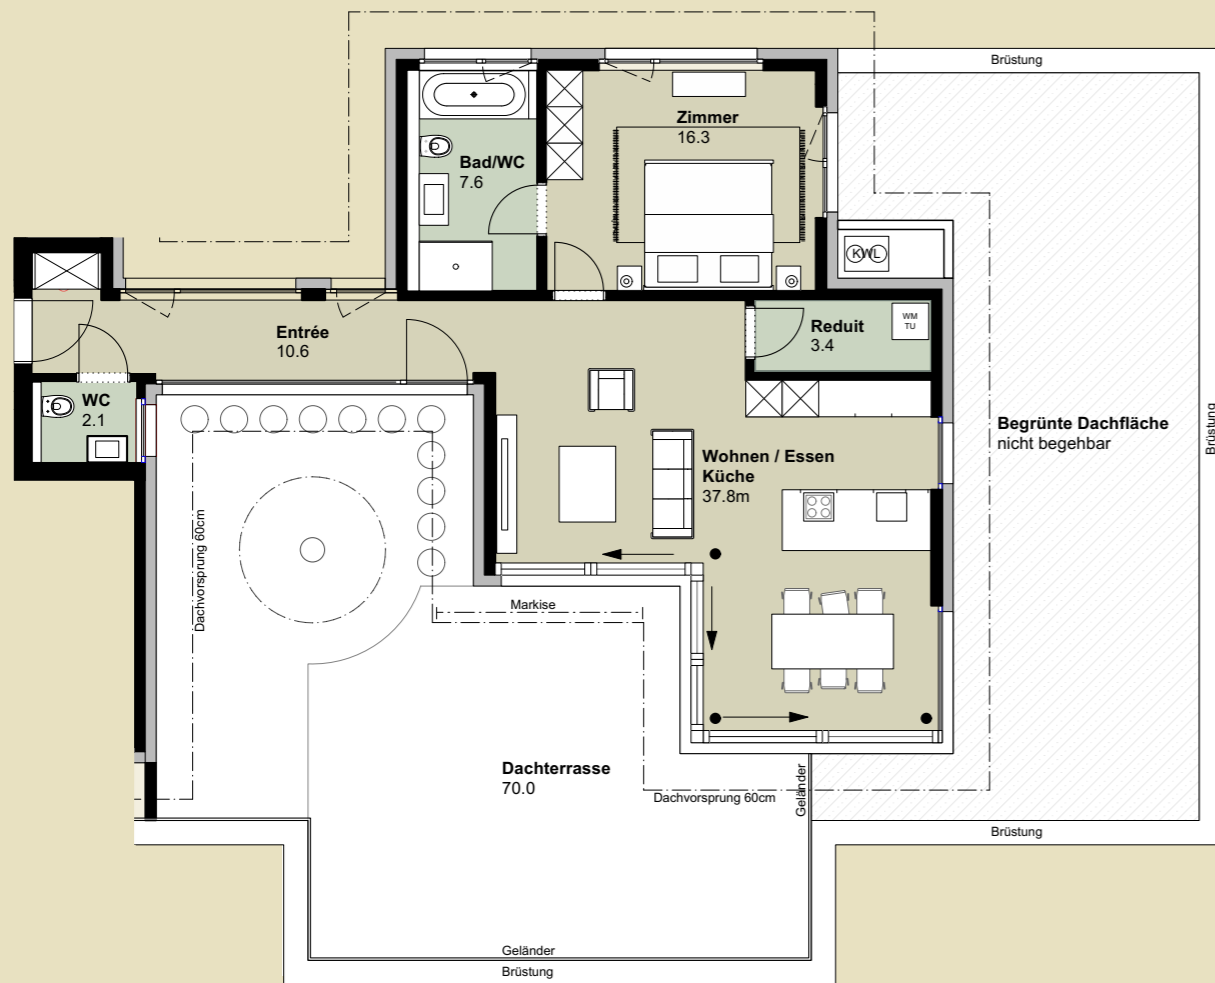 Brüstung
Zimmer
16.3
Bad/WC
7.6
KWL
Entrée
10.6
Reduit
3.4
WM
TU
WC
2.1
Begrünte Dachfläche
nicht begehbar
Brüstung
Wohnen / Essen
Küche
37.8m
Dachvorsprung 60cm
Markise
Dachterrasse
70.0
Dachvorsprung 60cm
Geländer
Brüstung
Geländer
Brüstung